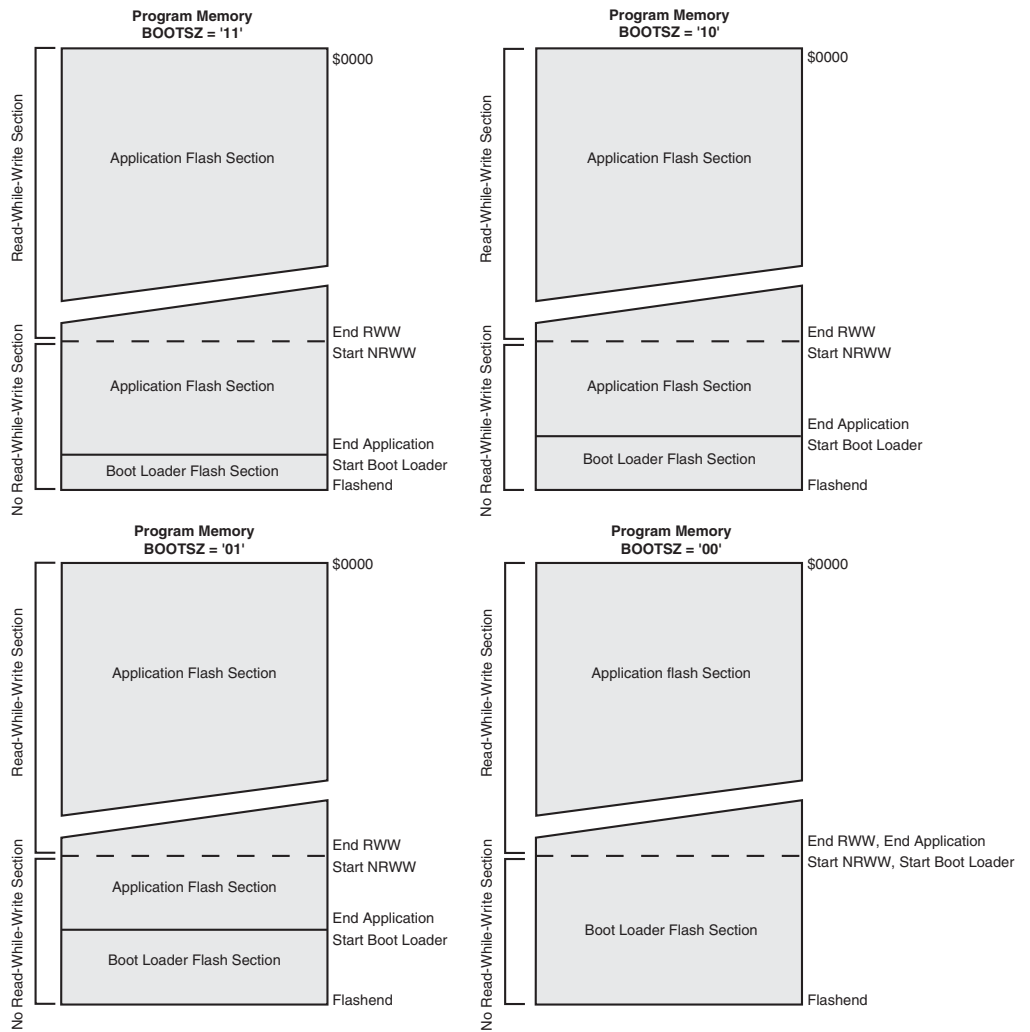 Program Memory
BOOTSZ = '11'
$0000
Read-While-Write Section
Application Flash Section
End RWW
Start NRWW
No Read-While-Write Section
Application Flash Section
End Application
Start Boot Loader
Boot Loader Flash Section
Flashend
Program Memory
BOOTSZ = '10'
$0000
Read-While-Write Section
Application Flash Section
End RWW
Start NRWW
No Read-While-Write Section
Application Flash Section
End Application
Start Boot Loader
Boot Loader Flash Section
Flashend
Program Memory
BOOTSZ = '01'
$0000
Read-While-Write Section
Application Flash Section
End RWW
Start NRWW
No Read-While-Write Section
Application Flash Section
End Application
Start Boot Loader
Boot Loader Flash Section
Flashend
Program Memory
BOOTSZ = '00'
$0000
Read-While-Write Section
Application flash Section
End RWW, End Application
Start NRWW, Start Boot Loader
No Read-While-Write Section
Boot Loader Flash Section
Flashend